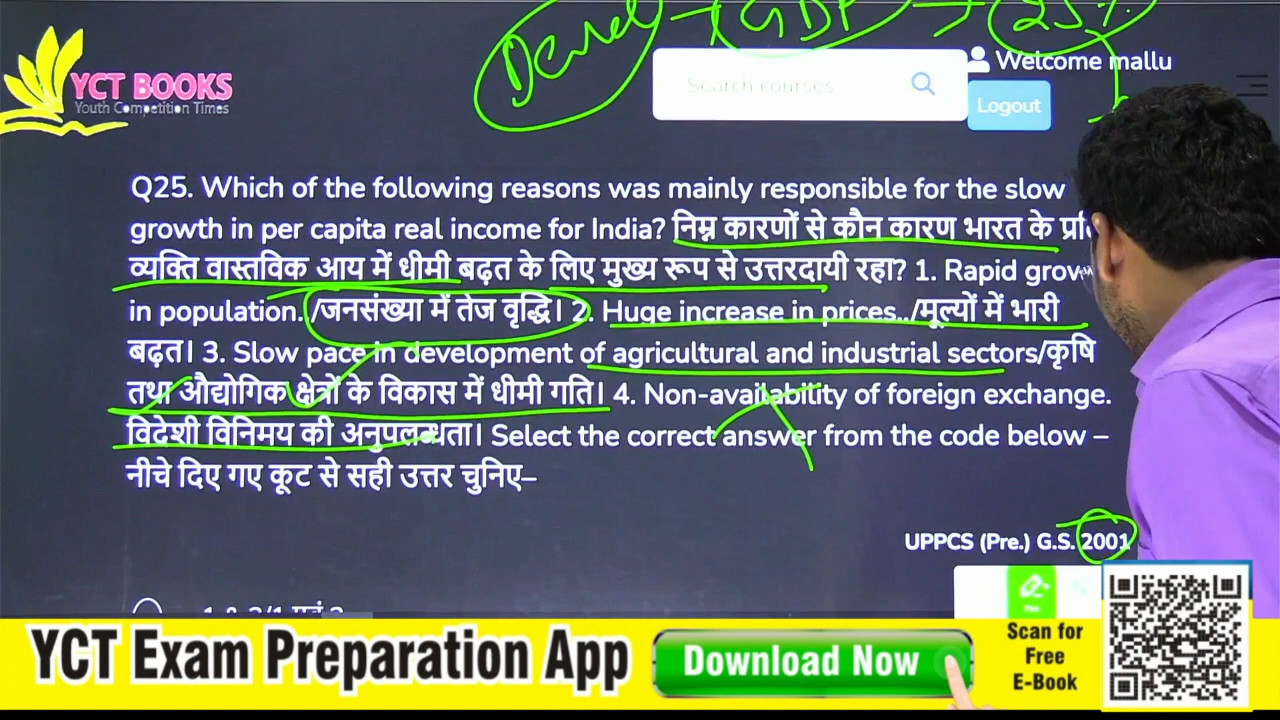 Demand → GDP → 25%
Welcome mallu
YCT BOOKS
Youth Competition Times
Search courses
Logout
Q25. Which of the following reasons was mainly responsible for the slow
growth in per capita real income for India? निम्न कारणों से कौन कारण भारत के प्रति
व्यक्ति वास्तविक आय में धीमी बढ़त के लिए मुख्य रूप से उत्तरदायी रहा? 1. Rapid grow
in population. /जनसंख्या में तेज वृद्धि। 2. Huge increase in prices../मूल्यों में भारी
बढ़त। 3. Slow pace in development of agricultural and industrial sectors/कृषि
तथा औद्योगिक क्षेत्रों के विकास में धीमी गति। 4. Non-availability of foreign exchange.
विदेशी विनिमय की अनुपलब्धता। Select the correct answer from the code below –
नीचे दिए गए कूट से सही उत्तर चुनिए–
UPPCS (Pre.) G.S. 2001
YCT Exam Preparation App
Download Now
Scan for
Free
E-Book